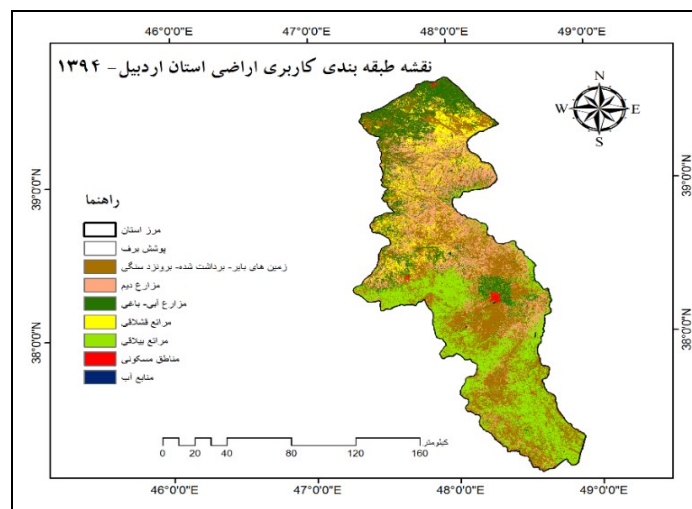 46°0'0"E 47°0'0"E 48°0'0"E 49°0'0"E
نقشه طبقه بندی کاربری اراضی استان اردبیل- ۱۳۹۴
N
W E
S
39°0'0"N 39°0'0"N
راهنما
مرز استان
پوشش برف
زمین های بایر- برداشت شده- برونزد سنگی
مزارع دیم
مزارع آبی- باغی
مراتع قشلاقی
مراتع ییلاقی
مناطق مسکونی
منابع آب
38°0'0"N 38°0'0"N
کیلومتر
0 20 40 80 120 160
46°0'0"E 47°0'0"E 48°0'0"E 49°0'0"E